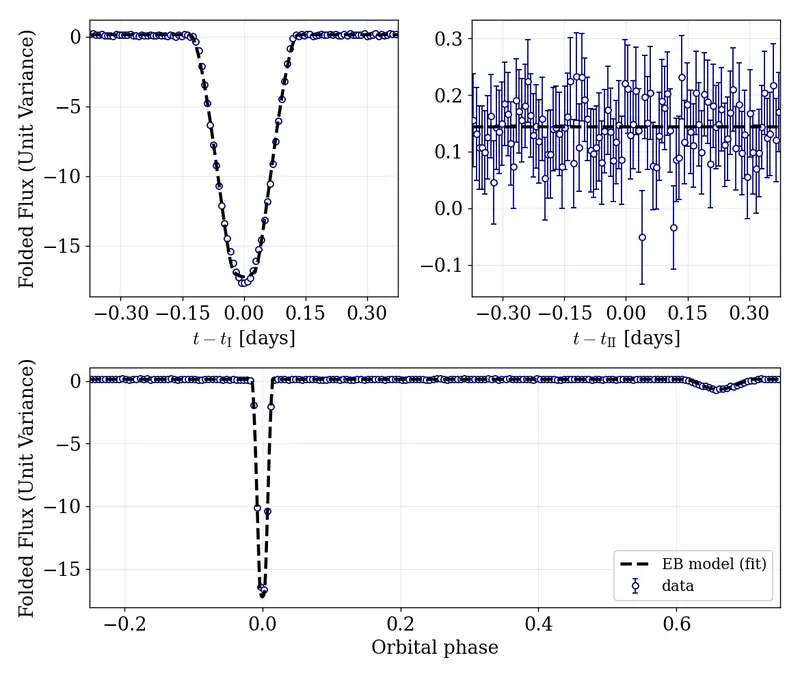 Folded Flux (Unit Variance)
0
−5
−10
−15
−0.30 −0.15 0.00 0.15 0.30
t − tI [days]
0.3
0.2
0.1
0.0
−0.1
−0.30 −0.15 0.00 0.15 0.30
t − tII [days]
Folded Flux (Unit Variance)
0
−5
−10
−15
EB model (fit)
data
−0.2 0.0 0.2 0.4 0.6
Orbital phase